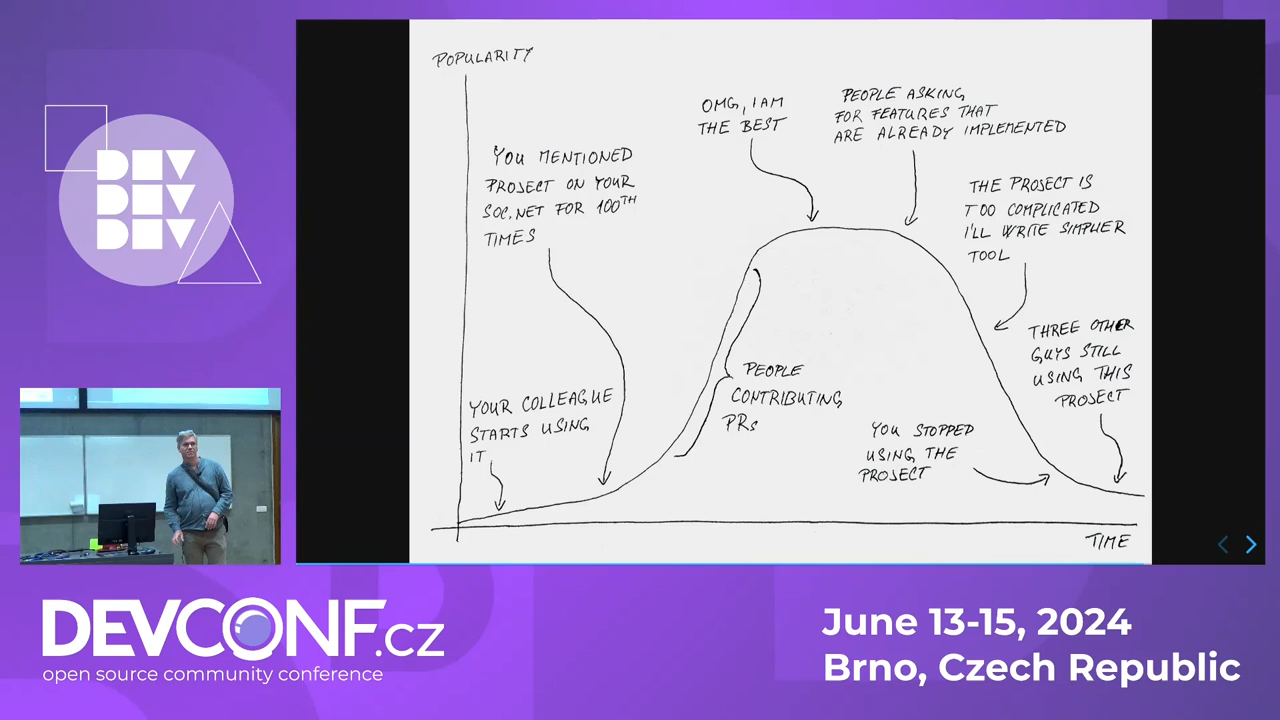 DEV
DEV
DEV
POPULARITY
OMG, I AM
THE BEST
PEOPLE ASKING
FOR FEATURES THAT
ARE ALREADY IMPLEMENTED
YOU MENTIONED
PROJECT ON YOUR
SOC.NET FOR 100TH
TIMES
THE PROJECT IS
TOO COMPLICATED
I'LL WRITE SIMPLER
TOOL
THREE OTHER
GUYS STILL
USING THIS
PROJECT
PEOPLE
CONTRIBUTING
PRs
YOUR COLLEAGUE
STARTS USING
IT
YOU STOPPED
USING THE
PROJECT
TIME
DEVCONF.cz
open source community conference
June 13-15, 2024
Brno, Czech Republic